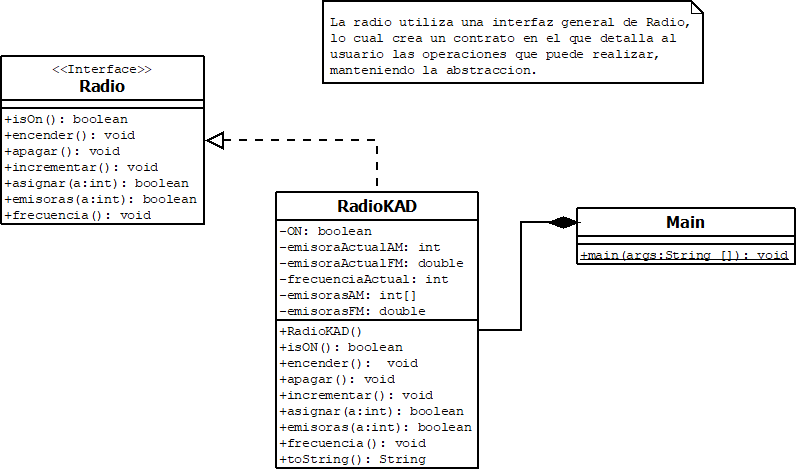 La radio utiliza una interfaz general de Radio,
lo cual crea un contrato en el que detalla al
usuario las operaciones que puede realizar,
manteniendo la abstraccion.
<<Interface>>
Radio
+isOn(): boolean
+encender(): void
+apagar(): void
+incrementar(): void
+asignar(a:int): boolean
+emisoras(a:int): boolean
+frecuencia(): void
RadioKAD
-ON: boolean
-emisoraActualAM: int
-emisoraActualFM: double
-frecuenciaActual: int
-emisorasAM: int[]
-emisorasFM: double
+RadioKAD()
+isON(): boolean
+encender():  void
+apagar(): void
+incrementar(): void
+asignar(a:int): boolean
+emisoras(a:int): boolean
+frecuencia(): void
+toString(): String
Main
+main(args:String []): void